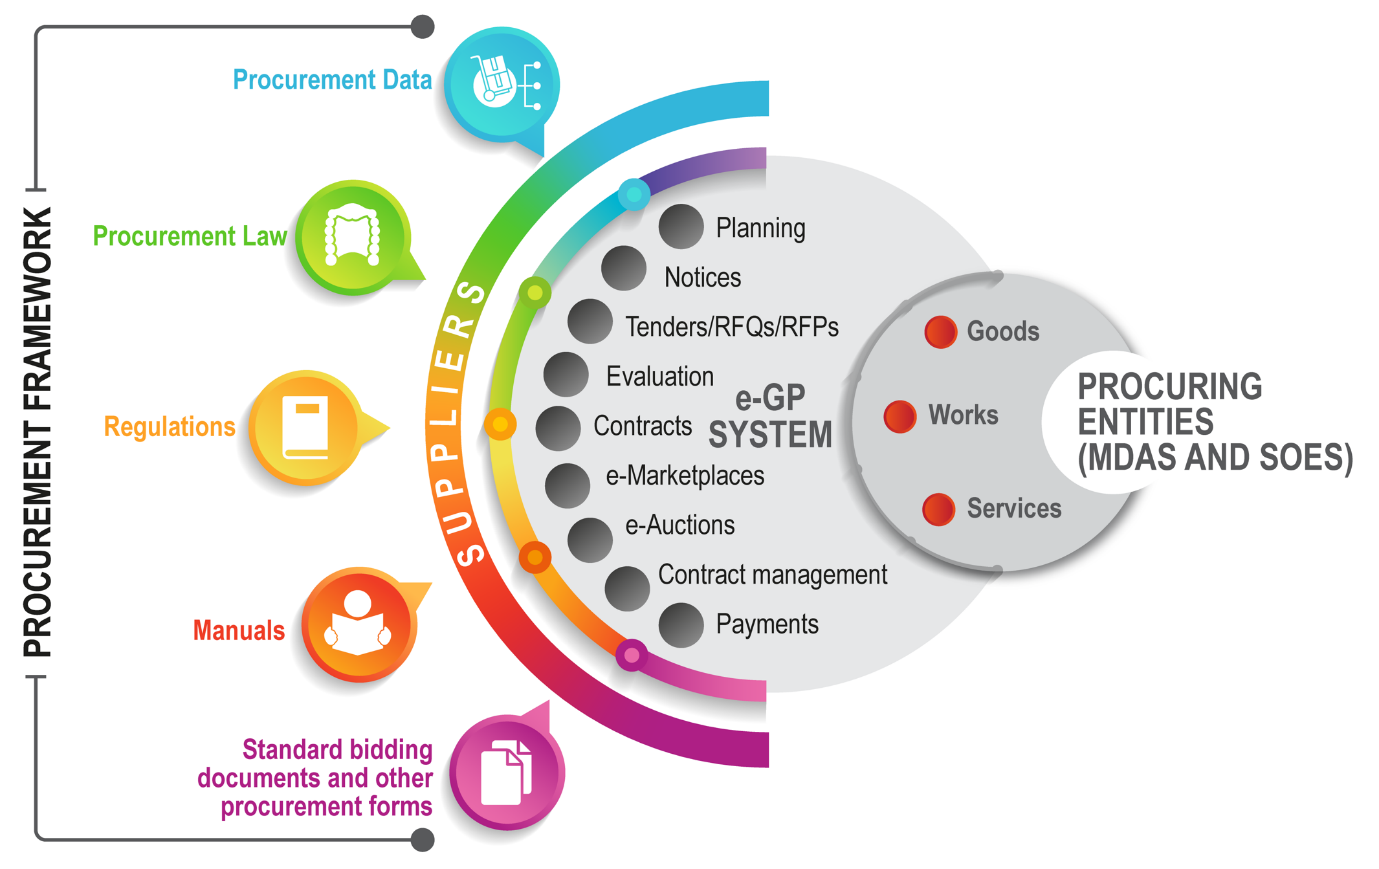 PROCUREMENT FRAMEWORK
Procurement Data
Procurement Law
Regulations
Manuals
Standard bidding
documents and other
procurement forms
SUPPLIERS
Planning
Notices
Tenders/RFQs/RFPs
Evaluation
Contracts
e-Marketplaces
e-Auctions
Contract management
Payments
e-GP
SYSTEM
Goods
Works
Services
PROCURING
ENTITIES
(MDAS AND SOES)